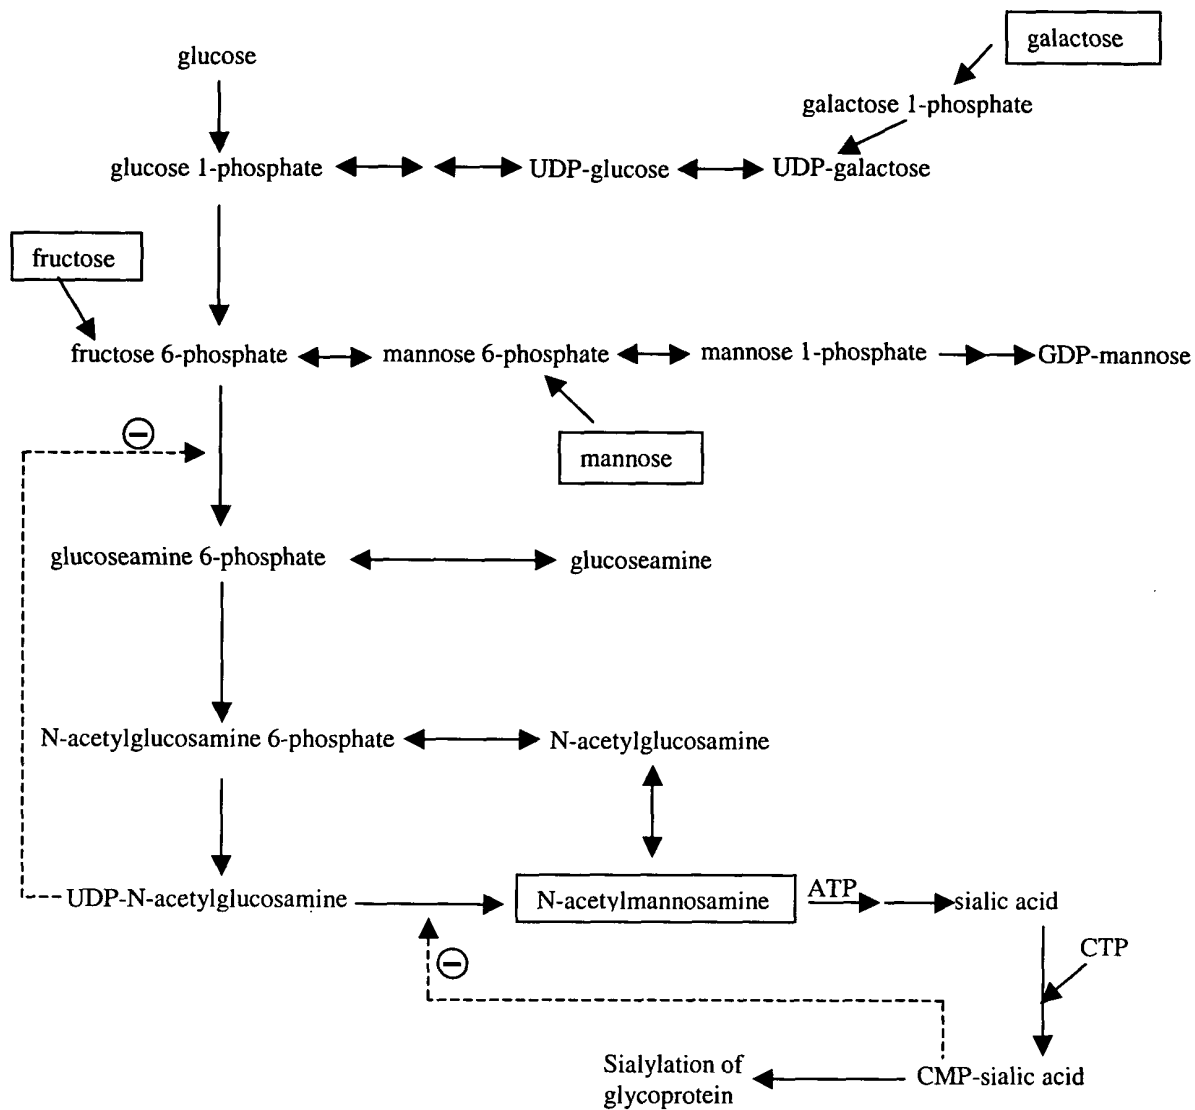 galactose
glucose
galactose 1-phosphate
glucose 1-phosphate
UDP-glucose
UDP-galactose
fructose
fructose 6-phosphate
mannose 6-phosphate
mannose 1-phosphate
GDP-mannose
mannose
glucoseamine 6-phosphate
glucoseamine
N-acetylglucosamine 6-phosphate
N-acetylglucosamine
UDP-N-acetylglucosamine
N-acetylmannosamine
ATP
sialic acid
CTP
Sialylation of
glycoprotein
CMP-sialic acid